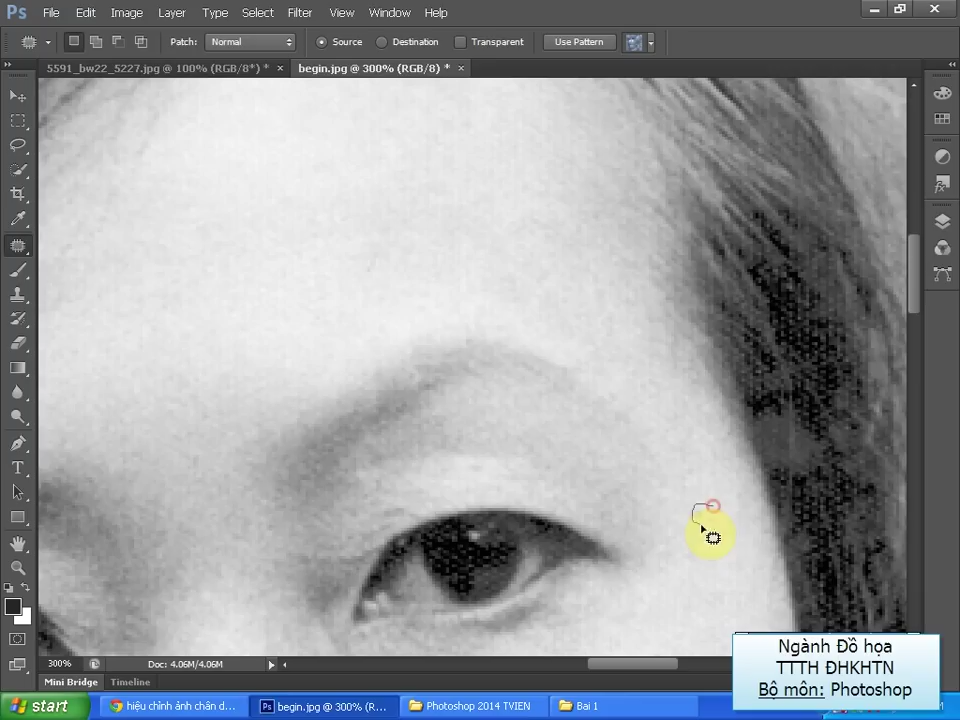 Ps File Edit Image Layer Type Select Filter View Window Help
Patch: Normal Source Destination Transparent Use Pattern
5591_bw22_5227.jpg @ 100% (RGB/8*) * × begin.jpg @ 300% (RGB/8) * ×
300% Doc: 4.06M/4.06M
Mini Bridge Timeline
Ngành Đồ họa
TTTH ĐHKHTN
Bộ môn: Photoshop
start hiệu chỉnh ảnh chân d... begin.jpg @ 300% (R... Photoshop 2014 TVIEN Bai 1